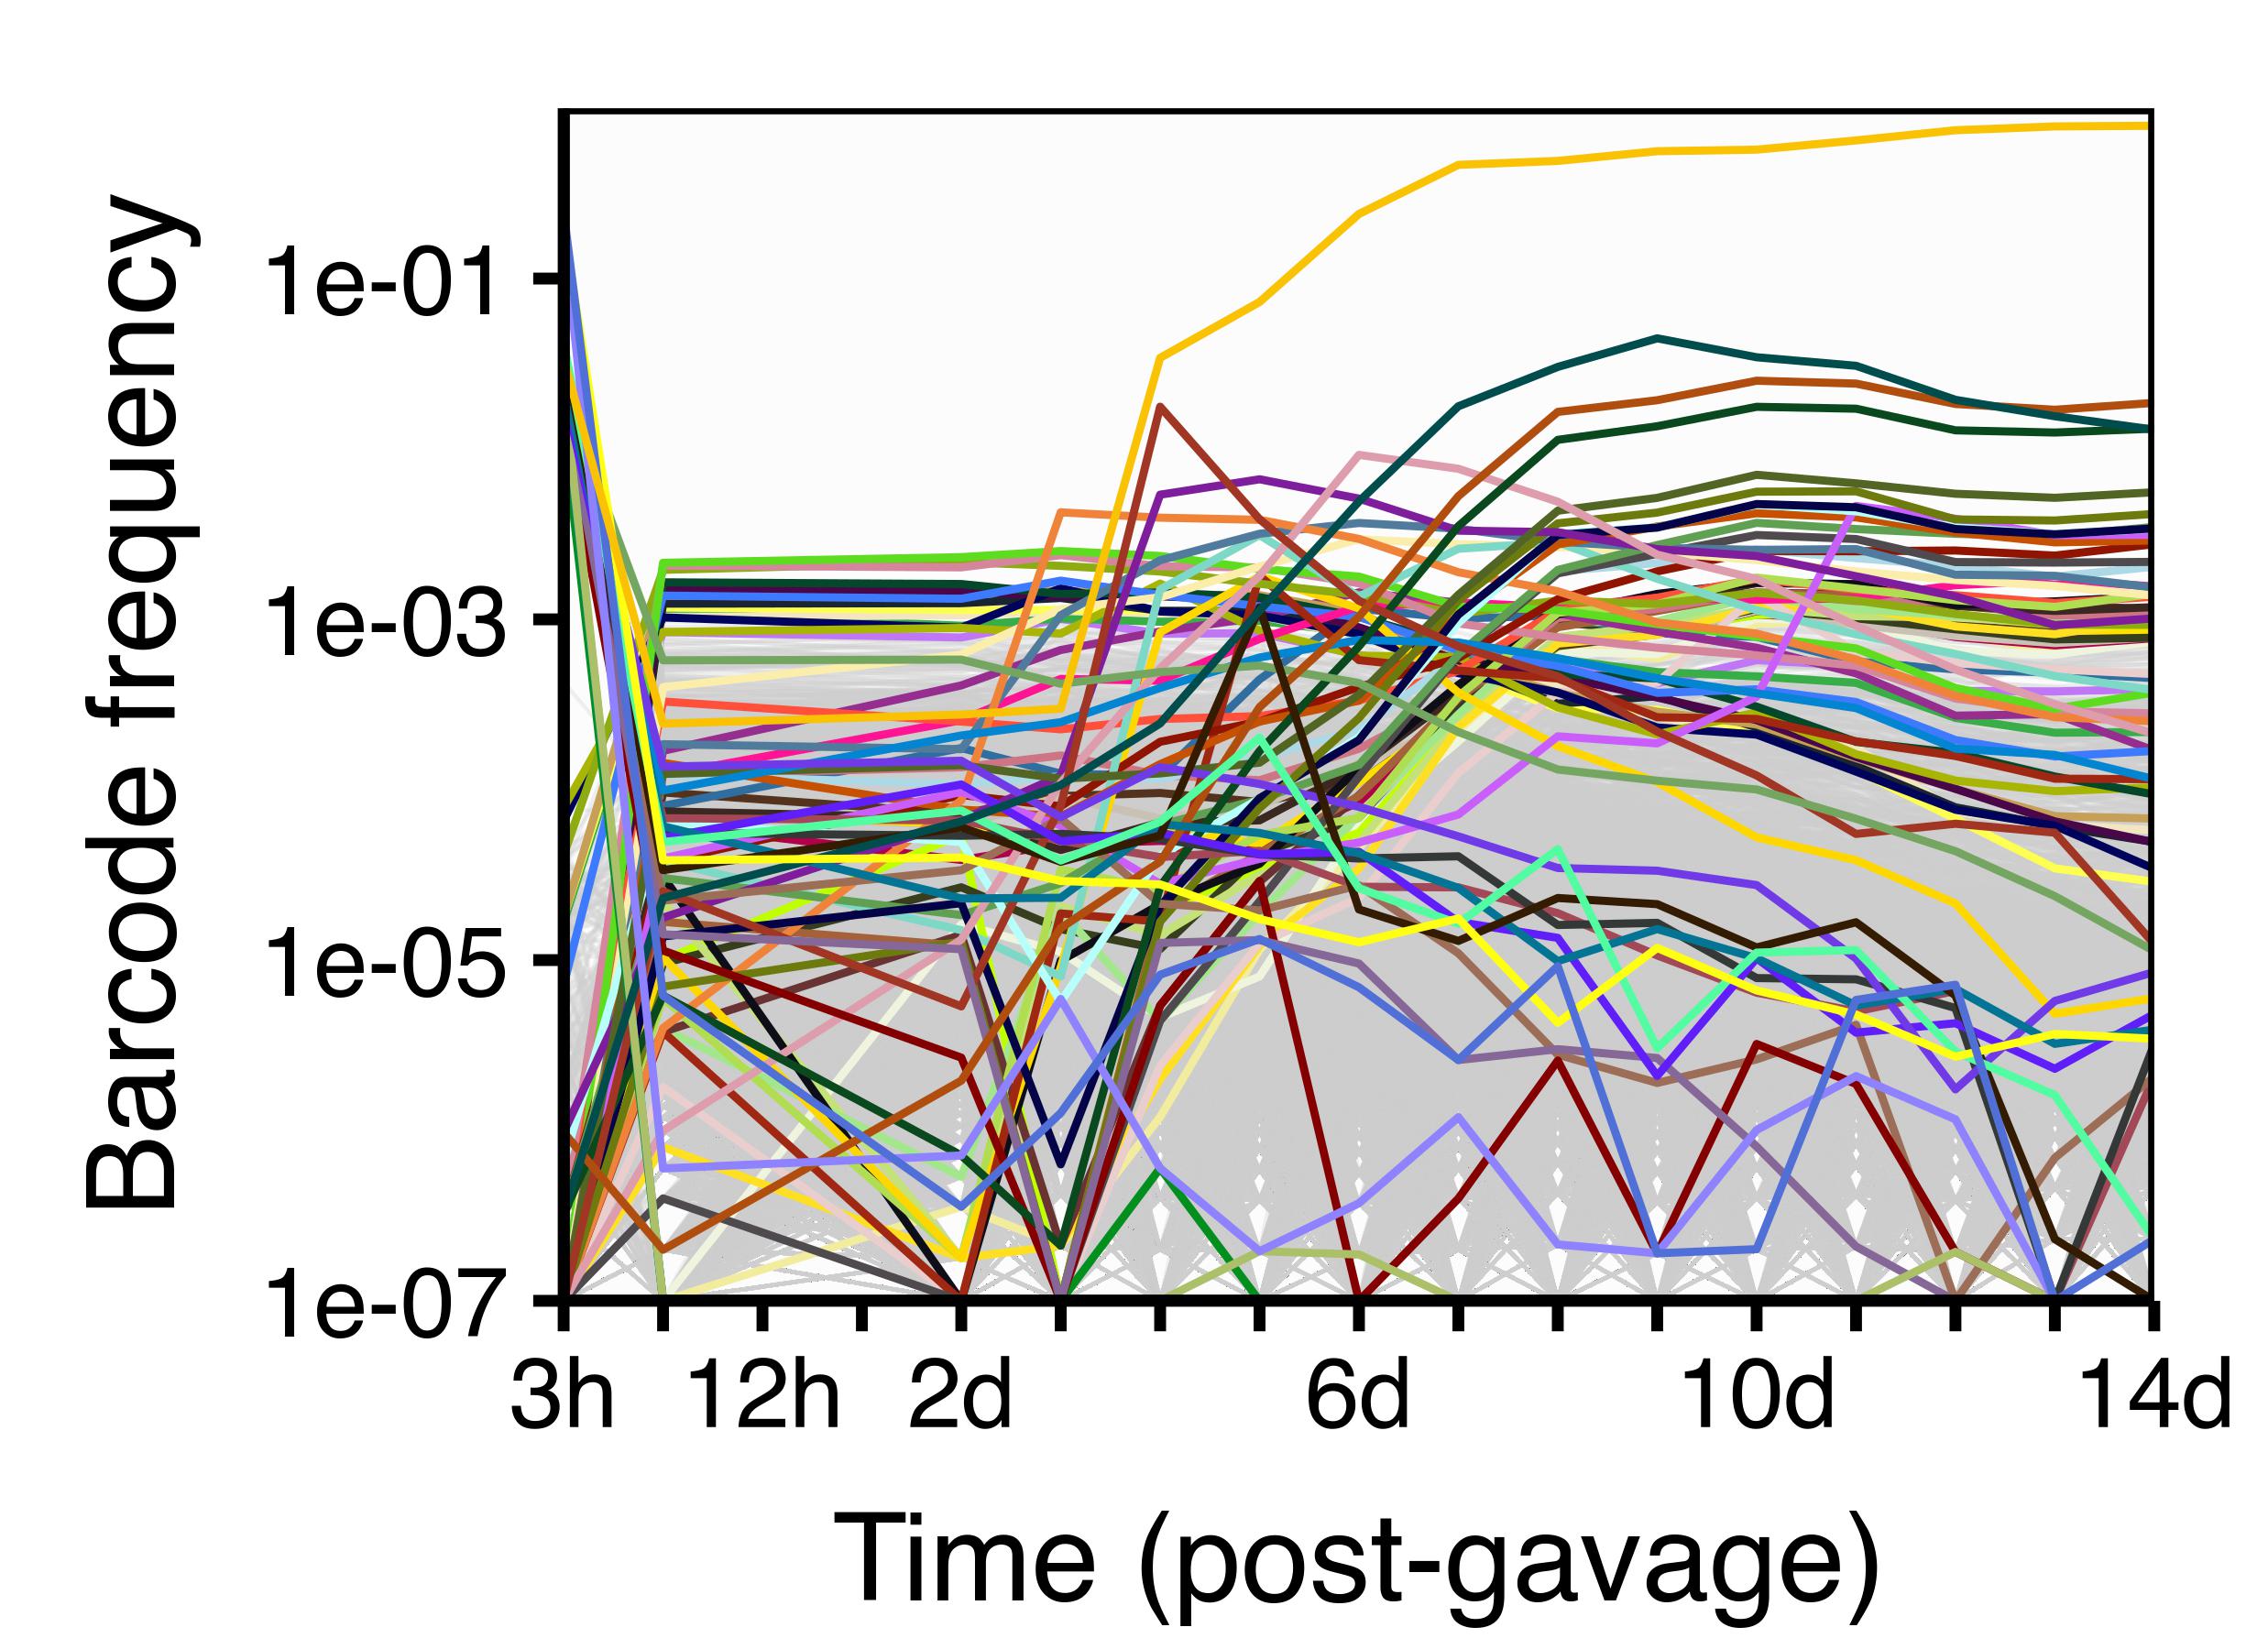 Barcode frequency
1e-01
1e-03
1e-05
1e-07
3h 12h 2d 6d 10d 14d
Time (post-gavage)